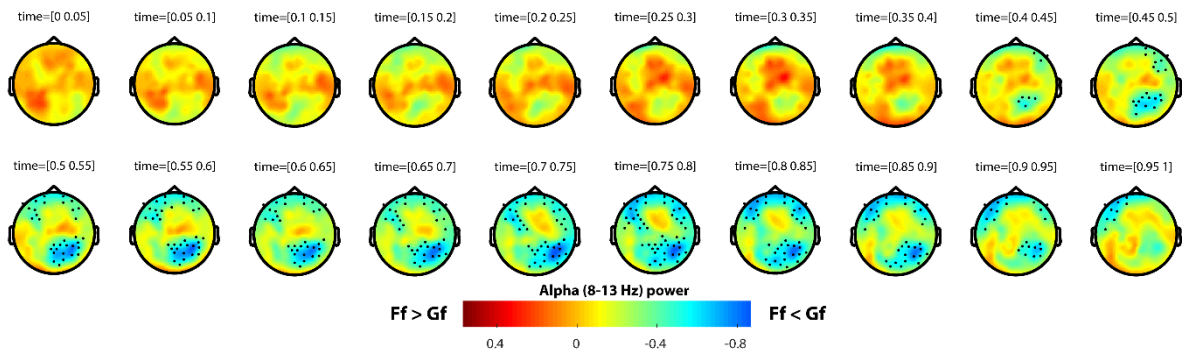 time=[0 0.05] time=[0.05 0.1] time=[0.1 0.15] time=[0.15 0.2] time=[0.2 0.25] time=[0.25 0.3] time=[0.3 0.35] time=[0.35 0.4] time=[0.4 0.45] time=[0.45 0.5]
time=[0.5 0.55] time=[0.55 0.6] time=[0.6 0.65] time=[0.65 0.7] time=[0.7 0.75] time=[0.75 0.8] time=[0.8 0.85] time=[0.85 0.9] time=[0.9 0.95] time=[0.95 1]
Alpha (8-13 Hz) power
Ff > Gf Ff < Gf
0.4 0 -0.4 -0.8